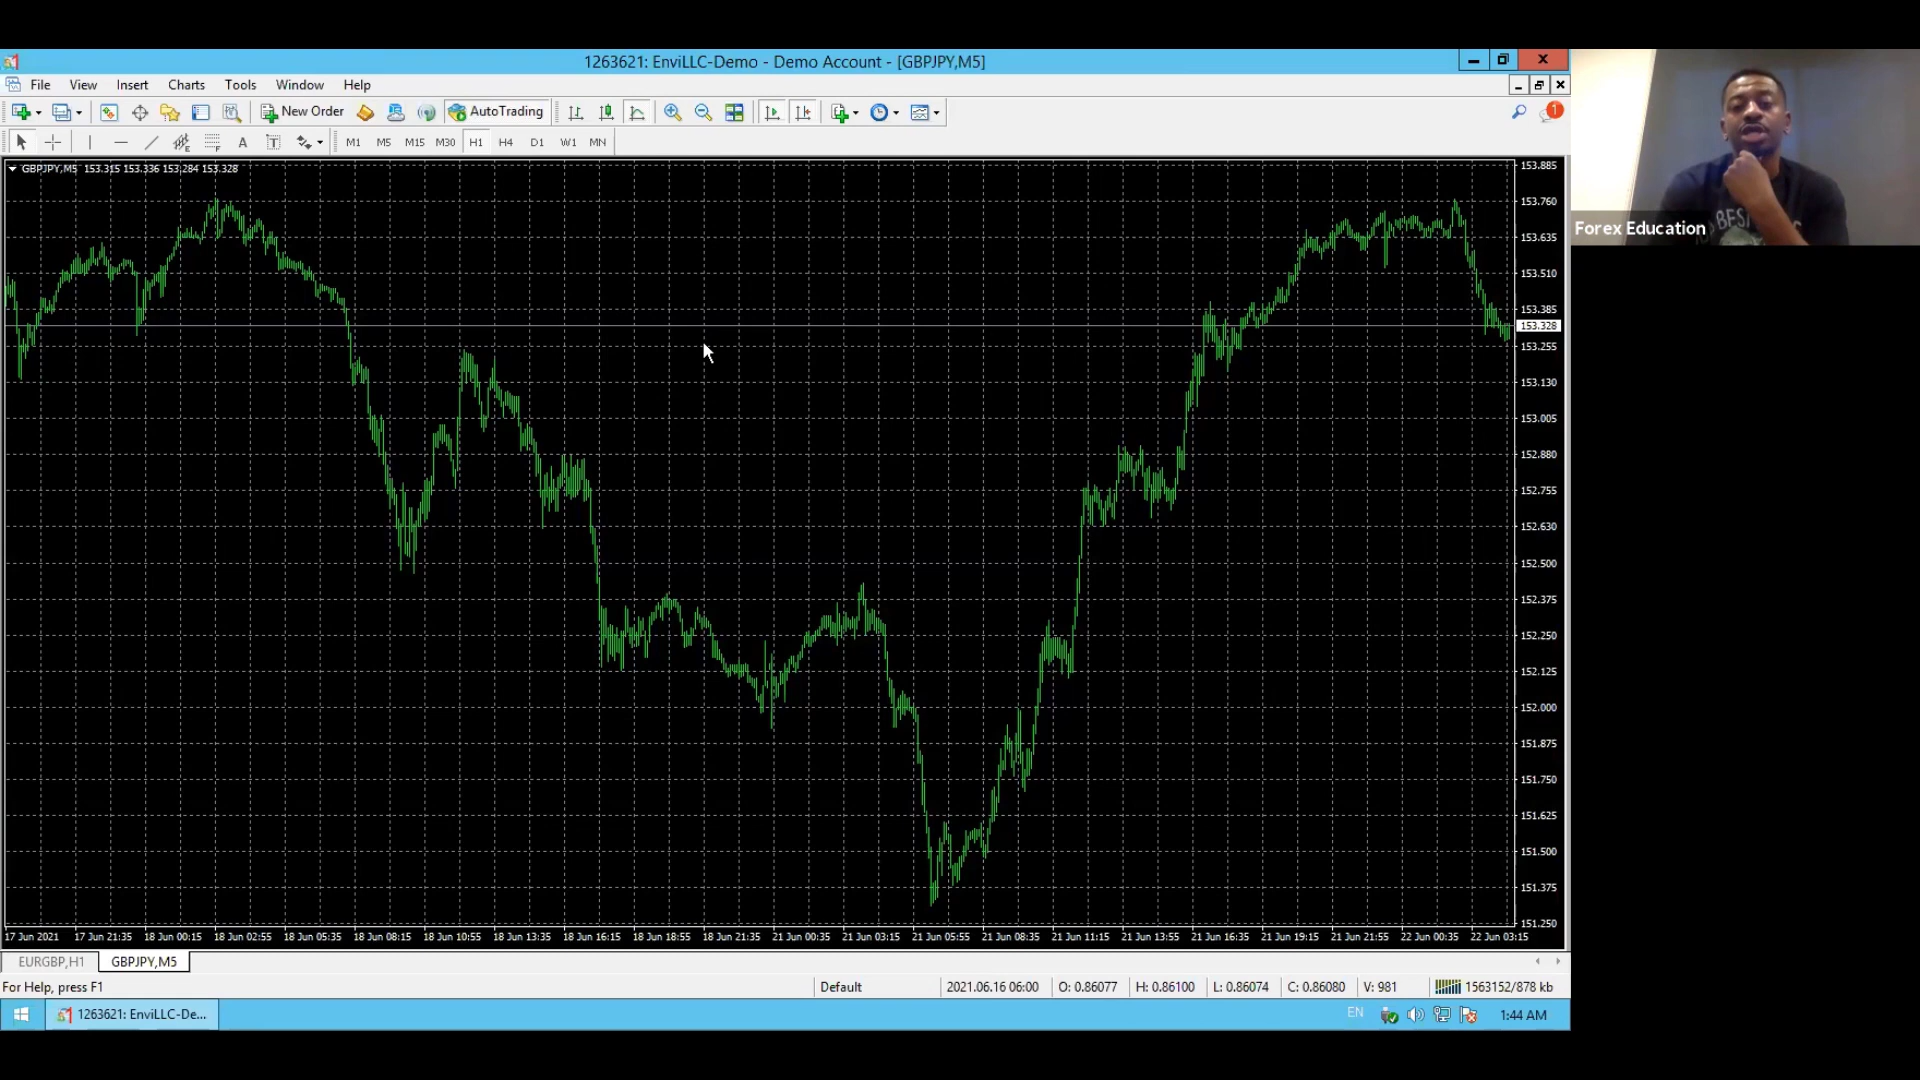 1263621: EnviLLC-Demo - Demo Account - [GBPJPY,M5]
File View Insert Charts Tools Window Help
New Order AutoTrading 1
A T M1 M5 M15 M30 H1 H4 D1 W1 MN
GBPJPY,M5 153.315 153.336 153.284 153.328
153.885
153.760
153.635
153.510
153.385
153.328
153.255
153.130
153.005
152.880
152.755
152.630
152.500
152.375
152.250
152.125
152.000
151.875
151.750
151.625
151.500
151.375
151.250
17 Jun 2021 17 Jun 21:35 18 Jun 00:15 18 Jun 02:55 18 Jun 05:35 18 Jun 08:15 18 Jun 10:55 18 Jun 13:35 18 Jun 16:15 18 Jun 18:55 18 Jun 21:35 21 Jun 00:35 21 Jun 03:15 21 Jun 05:55 21 Jun 08:35 21 Jun 11:15 21 Jun 13:55 21 Jun 16:35 21 Jun 19:15 21 Jun 21:55 22 Jun 00:35 22 Jun 03:15
EURGBP,H1 GBPJPY,M5
For Help, press F1 Default 2021.06.16 06:00 O: 0.86077 H: 0.86100 L: 0.86074 C: 0.86080 V: 981 1563152/878 kb
1263621: EnviLLC-De... EN 1:44 AM
Forex Education